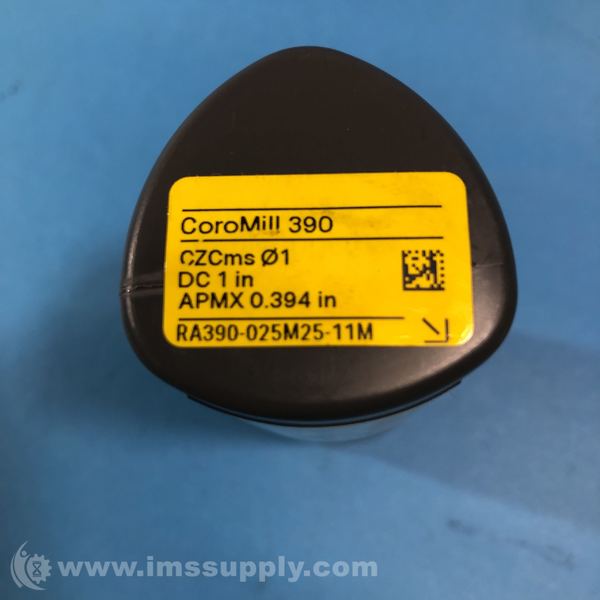 CoroMill 390
CZCms Ø1
DC 1 in
APMX 0.394 in
RA390-025M25-11M
www.imssupply.com